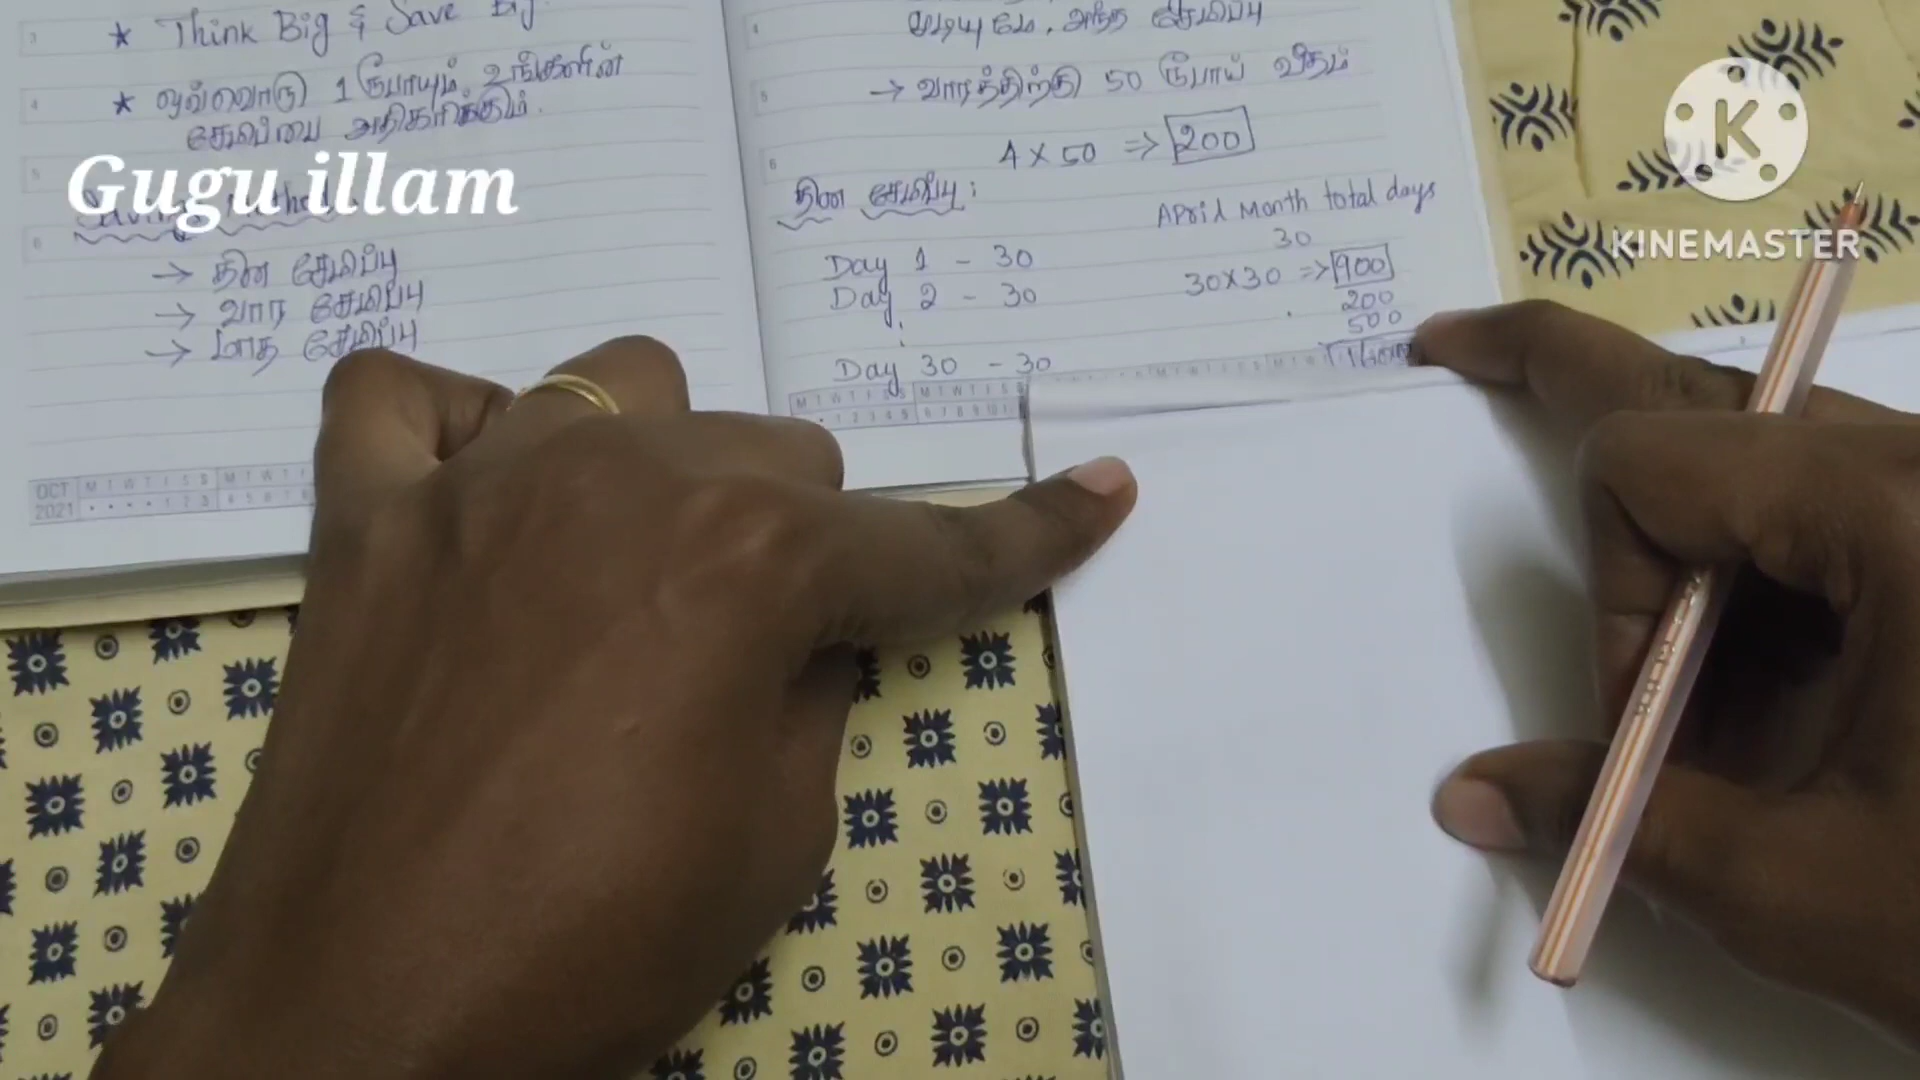 * Think Big & Save Big.
* ஒவ்வொரு 1 ரூபாயும் உங்களின்
சேமிப்பை அதிகரிக்கும்.
Gugu illam
→ தின சேமிப்பு
→ வார சேமிப்பு
→ மாத சேமிப்பு
OCT
2021
முடியுமே. அந்த சேமிப்பு
→ வாரத்திற்கு 50 ரூபாய் வீதம்
4 x 50 => 200
தின சேமிப்பு :
Day 1 - 30
Day 2 - 30
Day 30 - 30
April Month total days
30
30x30 => 900
200
500
K
KINEMASTER